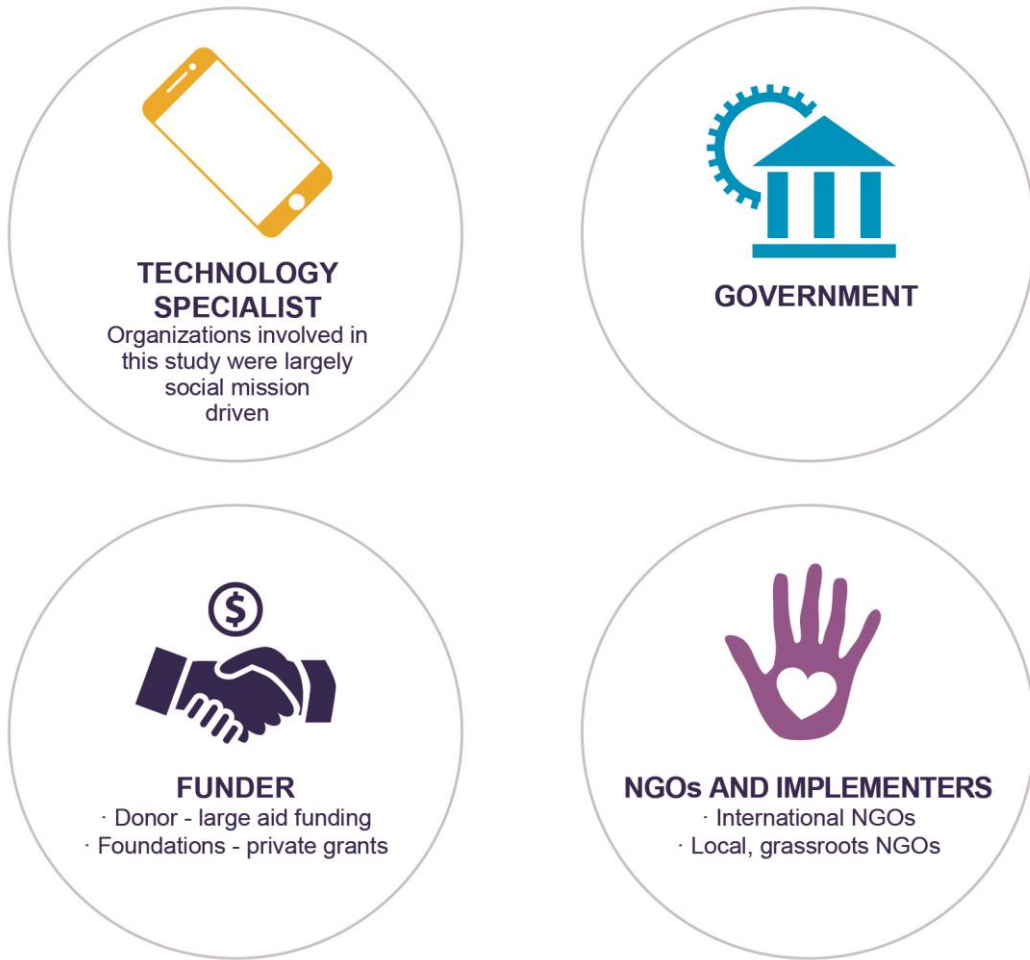 TECHNOLOGY
SPECIALIST
Organizations involved in
this study were largely
social mission
driven
GOVERNMENT
$
FUNDER
· Donor - large aid funding
· Foundations - private grants
NGOs AND IMPLEMENTERS
· International NGOs
· Local, grassroots NGOs